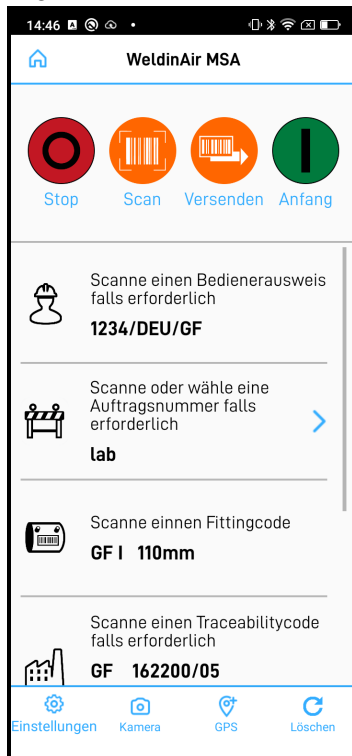 14:46
WeldinAir MSA
Stop
Scan
Versenden
Anfang
Scanne einen Bedienerausweis
falls erforderlich
1234/DEU/GF
Scanne oder wähle eine
Auftragsnummer falls
erforderlich
lab
Scanne einnen Fittingcode
GF I 110mm
Scanne einen Traceabilitycode
falls erforderlich
GF 162200/05
Einstellungen
Kamera
GPS
Löschen